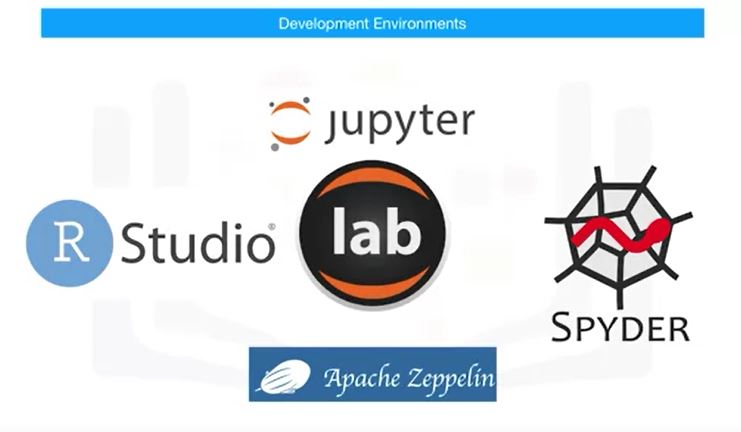 Development Environments
jupyter
R Studio®
lab
SPYDER
Apache Zeppelin